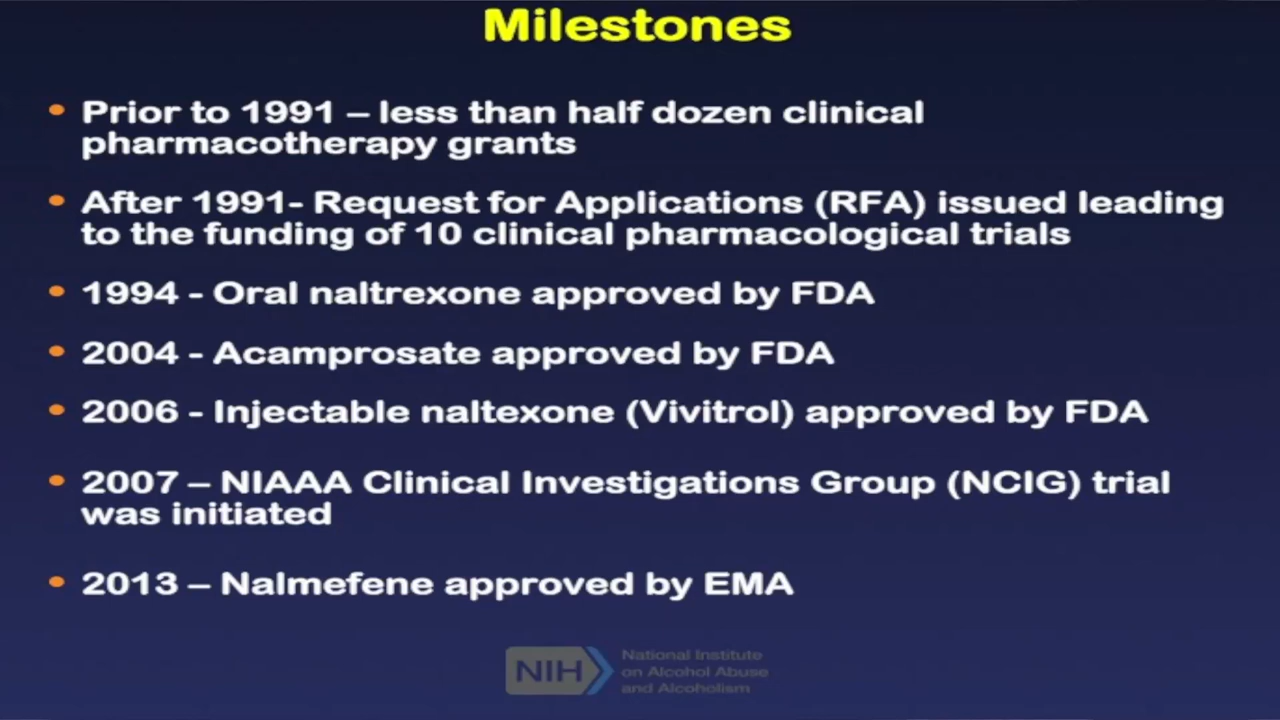 Milestones
• Prior to 1991 – less than half dozen clinical
pharmacotherapy grants
• After 1991- Request for Applications (RFA) issued leading
to the funding of 10 clinical pharmacological trials
• 1994 - Oral naltrexone approved by FDA
• 2004 - Acamprosate approved by FDA
• 2006 - Injectable naltexone (Vivitrol) approved by FDA
• 2007 – NIAAA Clinical Investigations Group (NCIG) trial
was initiated
• 2013 – Nalmefene approved by EMA
NIH
National Institute
on Alcohol Abuse
and Alcoholism